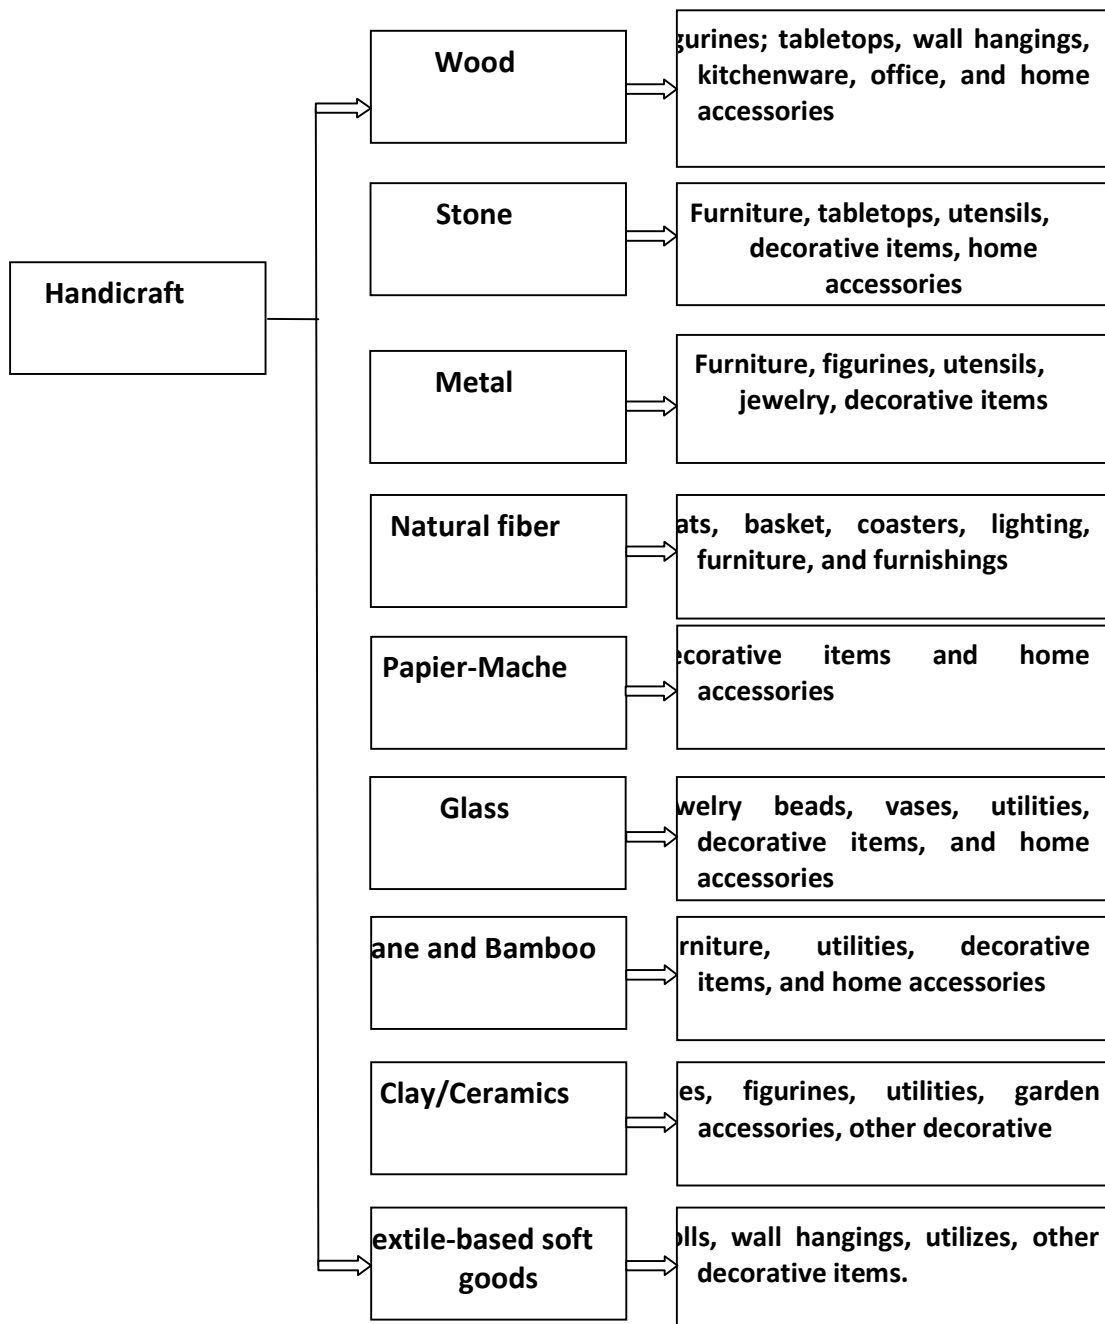 Wood
gurines; tabletops, wall hangings,
kitchenware, office, and home
accessories
Stone
Furniture, tabletops, utensils,
decorative items, home
accessories
Handicraft
Metal
Furniture, figurines, utensils,
jewelry, decorative items
Natural fiber
ats, basket, coasters, lighting,
furniture, and furnishings
Papier-Mache
ecorative items and home
accessories
Glass
welry beads, vases, utilities,
decorative items, and home
accessories
ane and Bamboo
rniture, utilities, decorative
items, and home accessories
Clay/Ceramics
es, figurines, utilities, garden
accessories, other decorative
extile-based soft
goods
olls, wall hangings, utilizes, other
decorative items.